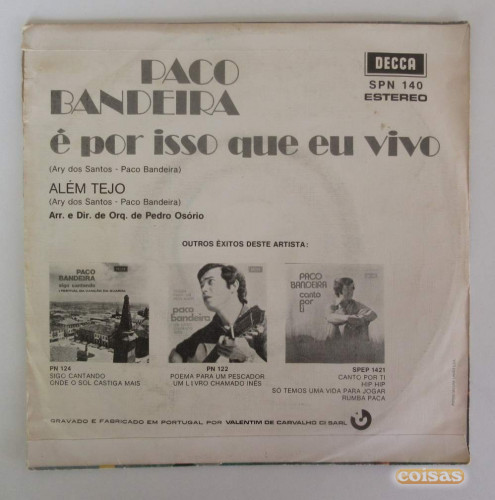 PACO
BANDEIRA
DECCA
SPN 140
ESTEREO
é por isso que eu vivo
(Ary dos Santos - Paco Bandeira)
ALÉM TEJO
(Ary dos Santos - Paco Bandeira)
Arr. e Dir. de Orq. de Pedro Osório
OUTROS ÊXITOS DESTE ARTISTA:
PACO
BANDEIRA
sigo cantando
paco bandeira
PACO
BANDEIRA
canto
por
ti
PN 124
SIGO CANTANDO
ONDE O SOL CASTIGA MAIS
PN 122
POEMA PARA UM PESCADOR
UM LIVRO CHAMADO INÊS
SPEP 1421
CANTO POR TI
HIP HIP
SÓ TEMOS UMA VIDA PARA JOGAR
RUMBA PACA
GRAVADO E FABRICADO EM PORTUGAL POR VALENTIM DE CARVALHO CI SARL
coisas